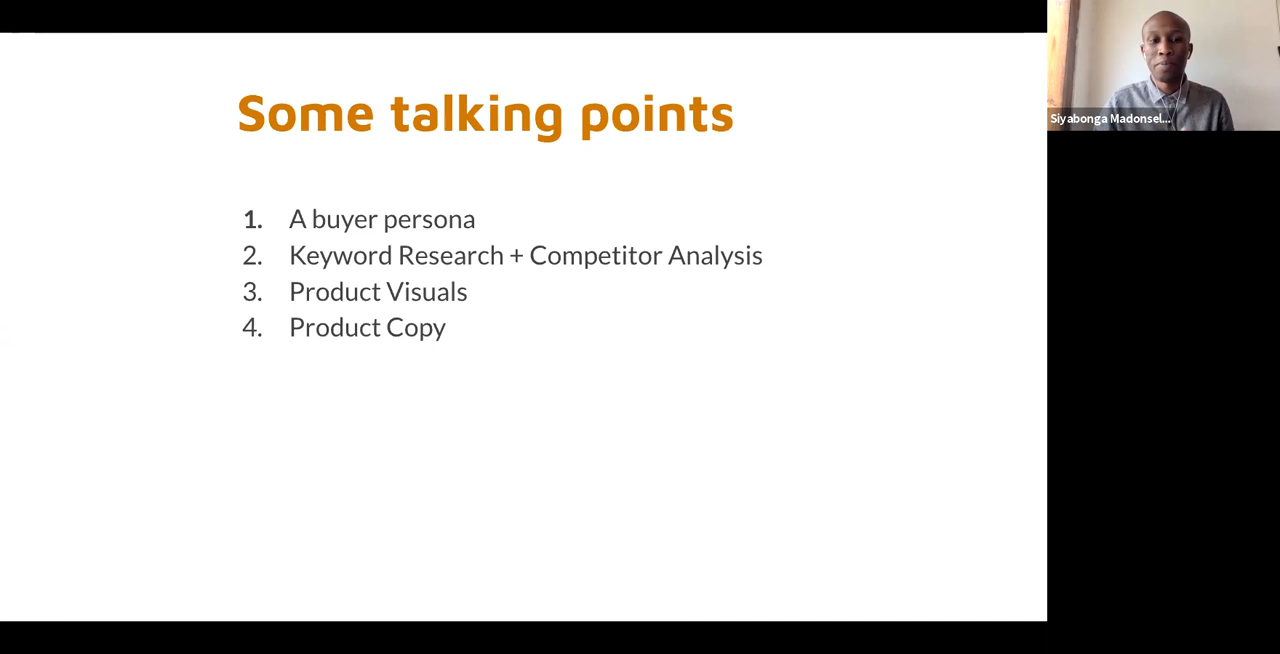 Some talking points
1. A buyer persona
2. Keyword Research + Competitor Analysis
3. Product Visuals
4. Product Copy
Siyabonga Madonsel...